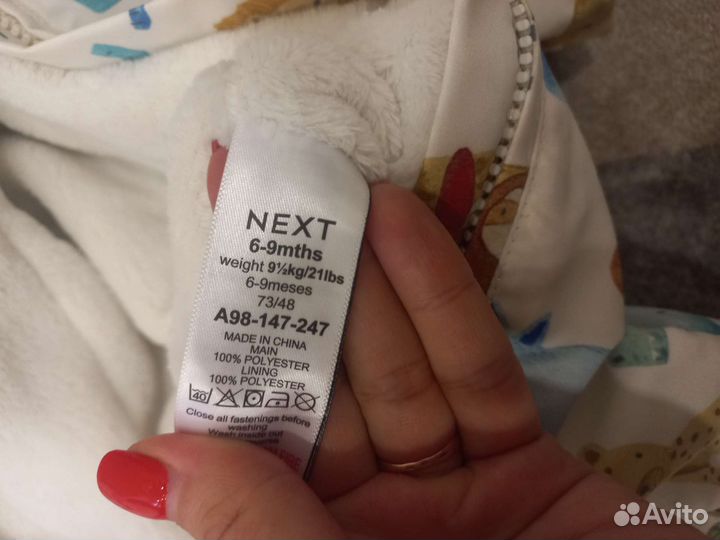 NEXT
6-9mths
weight 9½kg/21lbs
6-9meses
73/48
A98-147-247
MADE IN CHINA
MAIN
100% POLYESTER
LINING
100% POLYESTER
40
Close all fastenings before
washing
Wash inside out
Avito